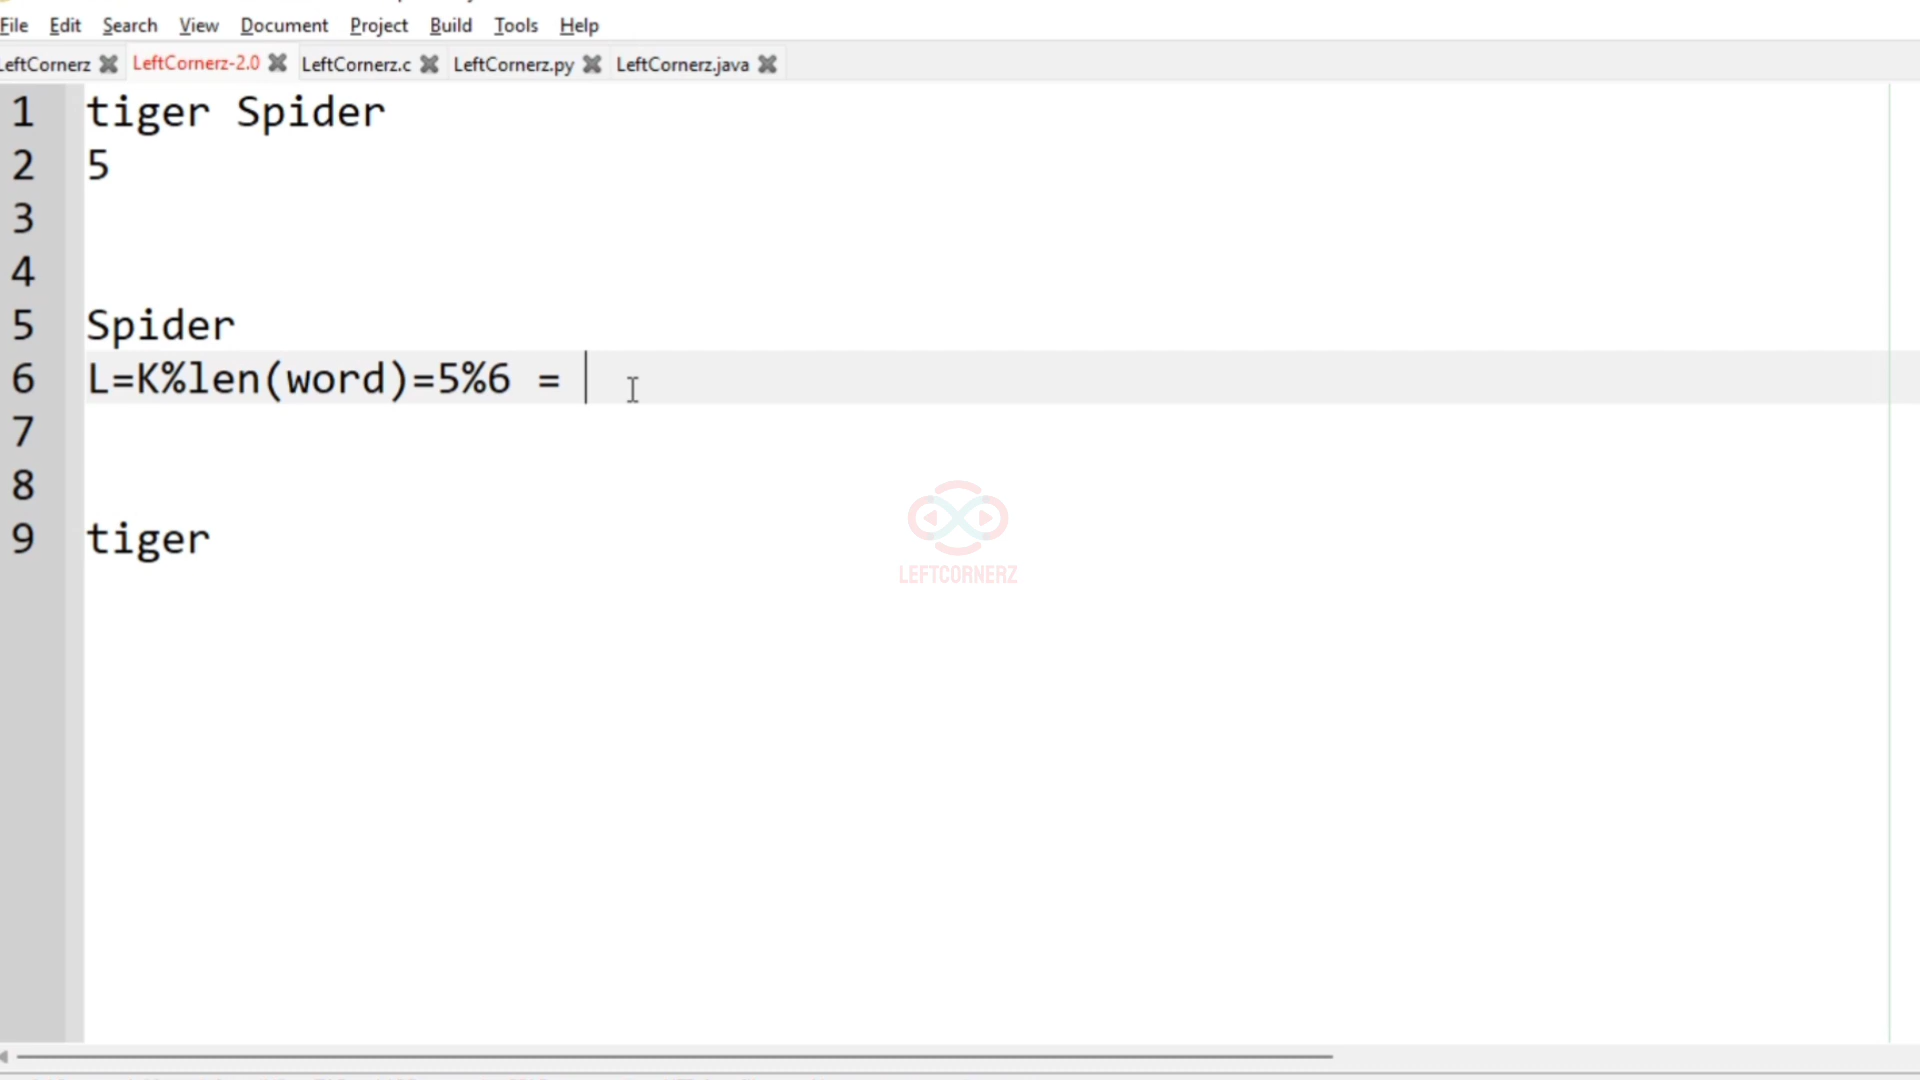 File Edit Search View Document Project Build Tools Help
LeftCornerz LeftCornerz-2.0 LeftCornerz.c LeftCornerz.py LeftCornerz.java
1 tiger Spider
2 5
3
4
5 Spider
6 L=K%len(word)=5%6 =
7
8
9 tiger
LEFTCORNERZ